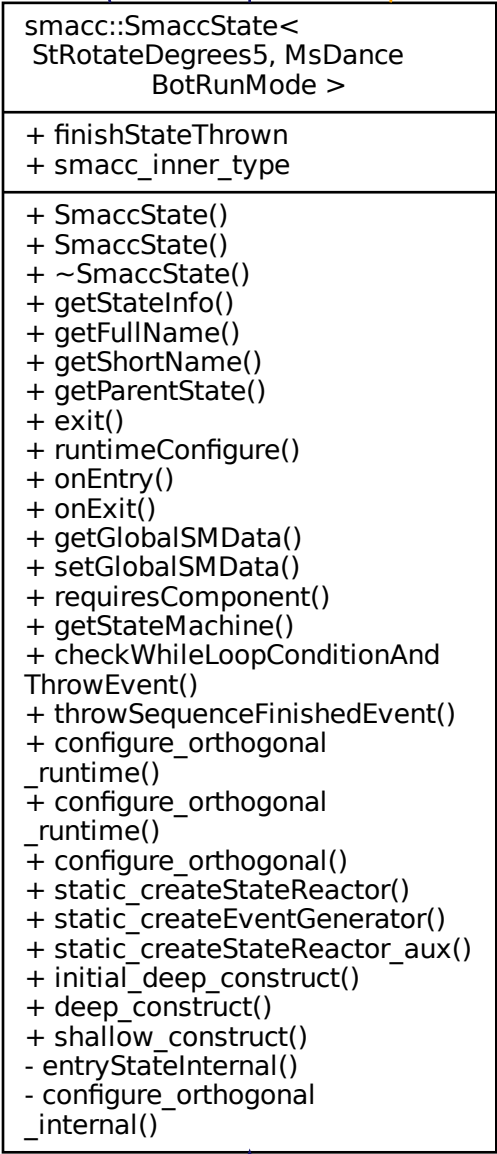 smacc::SmaccState<
StRotateDegrees5, MsDance
BotRunMode >
+ finishStateThrown
+ smacc_inner_type
+ SmaccState()
+ SmaccState()
+ ~SmaccState()
+ getStateInfo()
+ getFullName()
+ getShortName()
+ getParentState()
+ exit()
+ runtimeConfigure()
+ onEntry()
+ onExit()
+ getGlobalSMData()
+ setGlobalSMData()
+ requiresComponent()
+ getStateMachine()
+ checkWhileLoopConditionAnd
ThrowEvent()
+ throwSequenceFinishedEvent()
+ configure_orthogonal
_runtime()
+ configure_orthogonal
_runtime()
+ configure_orthogonal()
+ static_createStateReactor()
+ static_createEventGenerator()
+ static_createStateReactor_aux()
+ initial_deep_construct()
+ deep_construct()
+ shallow_construct()
- entryStateInternal()
- configure_orthogonal
_internal()